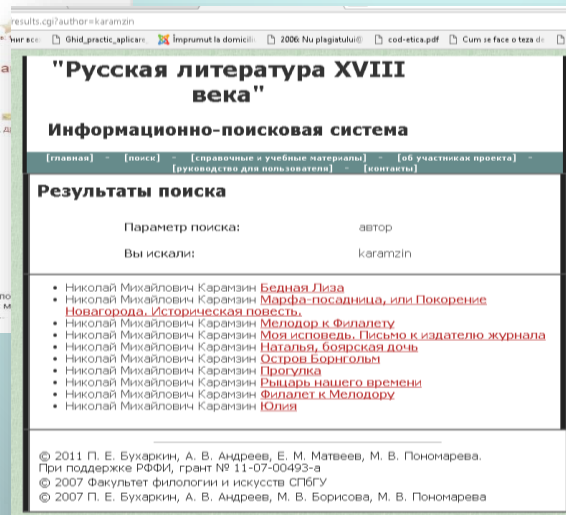 results.cgi?author=karamzin
Ghid_practic_aplicare_ Împrumut la domicili 2006: Nu plagiatului cod-etica.pdf Cum se face o teza de
"Русская литература XVIII
века"
Информационно-поисковая система
[главная] - [поиск] - [справочные и учебные материалы] - [об участниках проекта] -
[руководство для пользователя] - [контакты]
Результаты поиска
Параметр поиска: автор
Вы искали: karamzin
Николай Михайлович Карамзин Бедная Лиза
Николай Михайлович Карамзин Марфа-посадница, или Покорение
Новагорода. Историческая повесть.
Николай Михайлович Карамзин Мелодор к Филалету
Николай Михайлович Карамзин Моя исповедь. Письмо к издателю журнала
Николай Михайлович Карамзин Наталья, боярская дочь
Николай Михайлович Карамзин Остров Борнгольм
Николай Михайлович Карамзин Прогулка
Николай Михайлович Карамзин Рыцарь нашего времени
Николай Михайлович Карамзин Филалет к Мелодору
Николай Михайлович Карамзин Юлия
© 2011 П. Е. Бухаркин, А. В. Андреев, Е. М. Матвеев, М. В. Пономарева.
При поддержке РФФИ, грант № 11-07-00493-а
© 2007 Факультет филологии и искусств СПбГУ
© 2007 П. Е. Бухаркин, А. В. Андреев, М. В. Борисова, М. В. Пономарева